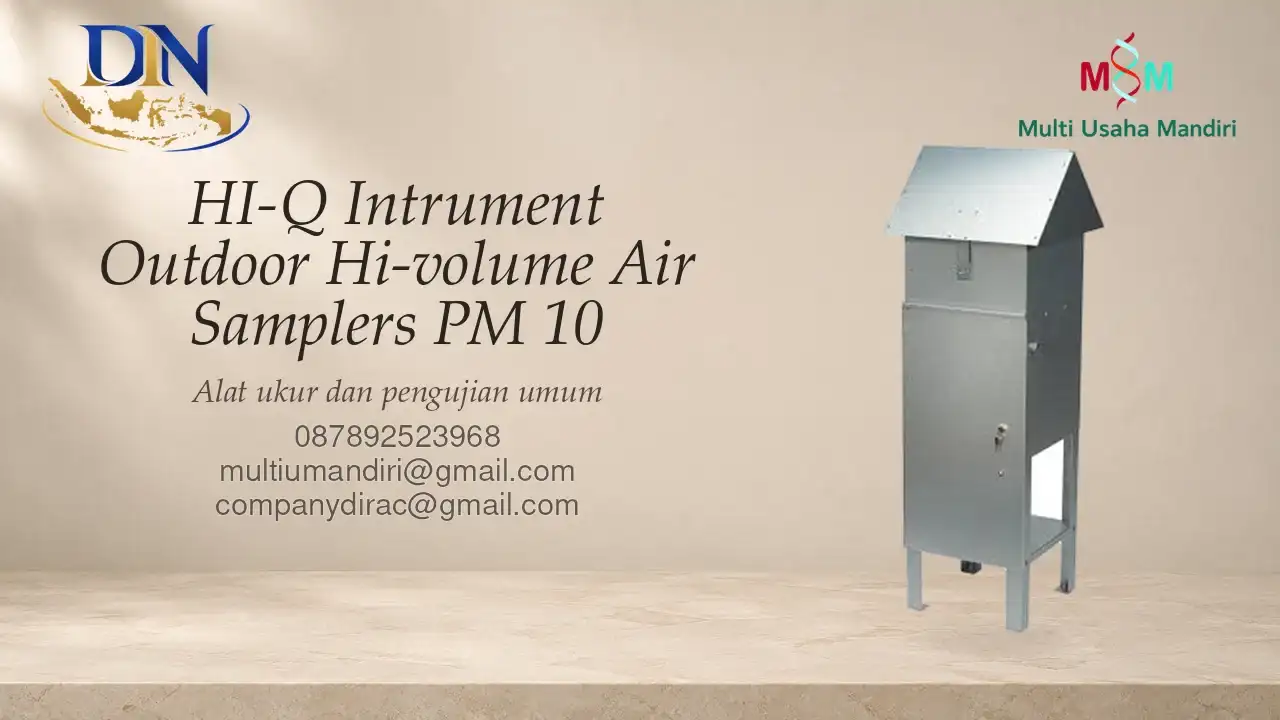 DIN
MSM
Multi Usaha Mandiri
HI-Q Intrument
Outdoor Hi-volume Air
Samplers PM 10
Alat ukur dan pengujian umum
087892523968
multiumandiri@gmail.com
companydirac@gmail.com